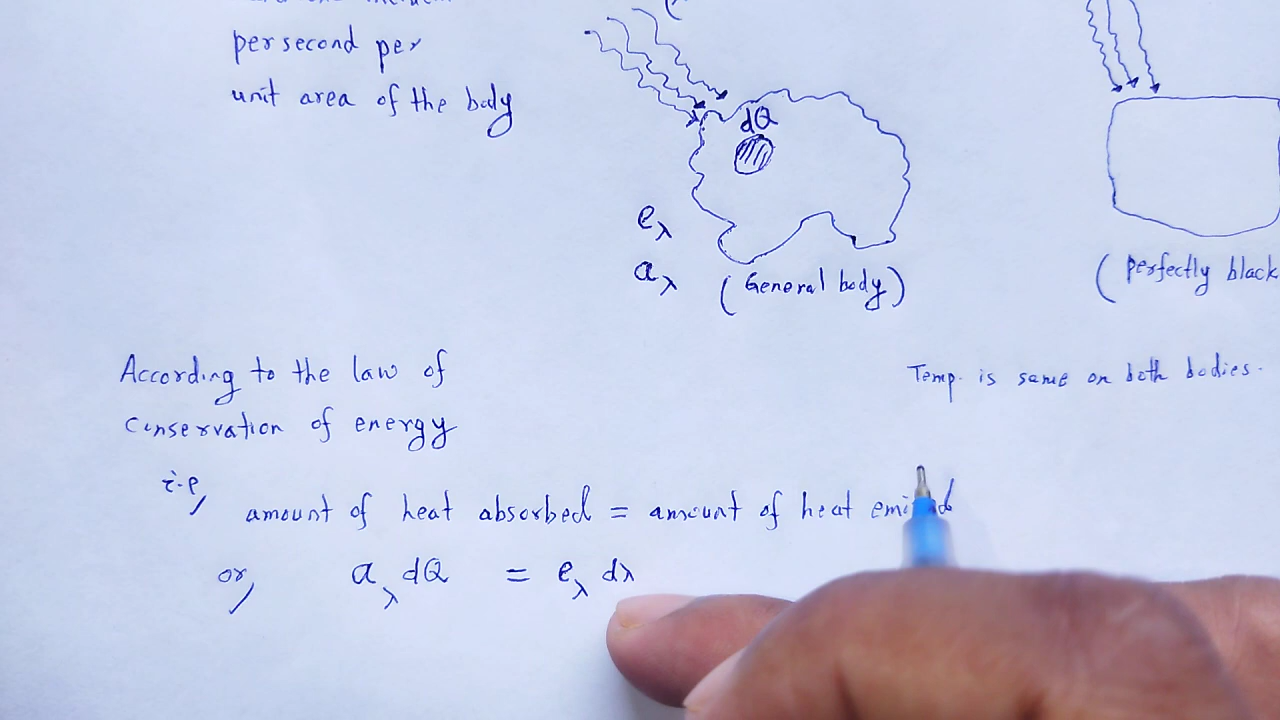 per second per
unit area of the body
dQ
eλ
aλ
(General body)
(perfectly black
According to the law of
conservation of energy
Temp. is same on both bodies.
i.e,
amount of heat absorbed = amount of heat
or, aλ dQ = eλ dλ